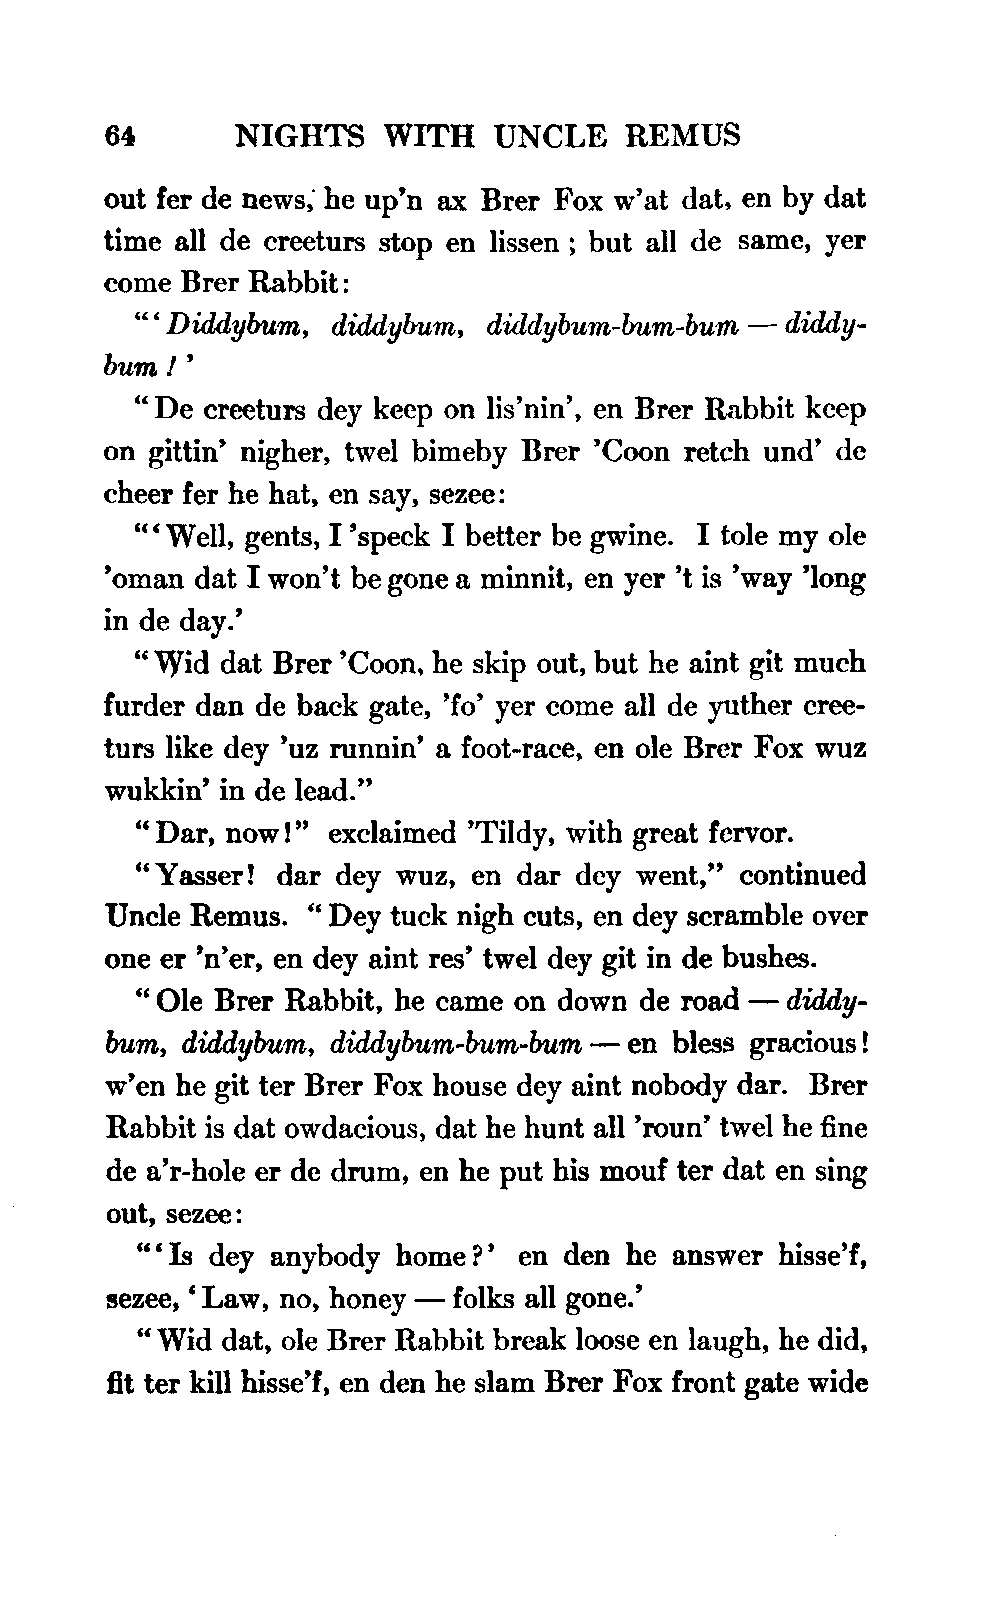 64 NIGHTS WITH UNCLE REMUS
out fer de news, he up'n ax Brer Fox w'at dat, en by dat
time all de creeturs stop en lissen ; but all de same, yer
come Brer Rabbit:
"' Diddybum, diddybum, diddybum-bum-bum — diddy-
bum ! '
"De creeturs dey keep on lis'nin', en Brer Rabbit keep
on gittin' nigher, twel bimeby Brer 'Coon retch und' de
cheer fer he hat, en say, sezee:
"'Well, gents, I 'speck I better be gwine. I tole my ole
'oman dat I won't be gone a minnit, en yer 't is 'way 'long
in de day.'
"Wid dat Brer 'Coon, he skip out, but he aint git much
furder dan de back gate, 'fo' yer come all de yuther cree-
turs like dey 'uz runnin' a foot-race, en ole Brer Fox wuz
wukkin' in de lead."
"Dar, now!" exclaimed 'Tildy, with great fervor.
"Yasser! dar dey wuz, en dar dey went," continued
Uncle Remus. "Dey tuck nigh cuts, en dey scramble over
one er 'n'er, en dey aint res' twel dey git in de bushes.
"Ole Brer Rabbit, he came on down de road — diddy-
bum, diddybum, diddybum-bum-bum — en bless gracious!
w'en he git ter Brer Fox house dey aint nobody dar. Brer
Rabbit is dat owdacious, dat he hunt all 'roun' twel he fine
de a'r-hole er de drum, en he put his mouf ter dat en sing
out, sezee:
"'Is dey anybody home?' en den he answer hisse'f,
sezee, 'Law, no, honey — folks all gone.'
"Wid dat, ole Brer Rabbit break loose en laugh, he did,
fit ter kill hisse'f, en den he slam Brer Fox front gate wide